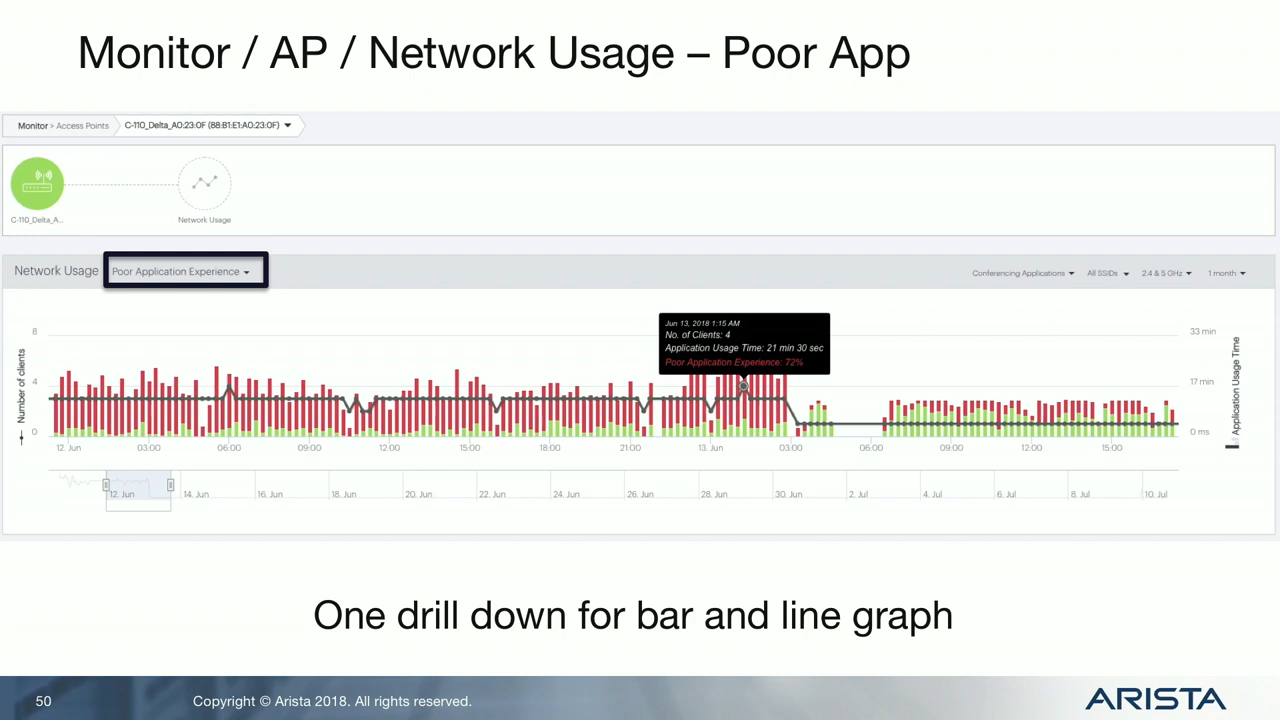 Monitor / AP / Network Usage – Poor App
Monitor > Access Points
C-110_Delta_A0:23:0F (88:B1:E1:A0:23:0F)
C-110_Delta_A...
Network Usage
Network Usage
Poor Application Experience
Conferencing Applications
All SSIDs
2.4 & 5 GHz
1 month
Jun 13, 2018 1:15 AM
No. of Clients: 4
Application Usage Time: 21 min 30 sec
Poor Application Experience: 72%
Number of clients
8
4
0
33 min
17 min
0 ms
Application Usage Time
12. Jun 03:00 06:00 09:00 12:00 15:00 18:00 21:00 13. Jun 03:00 06:00 09:00 12:00 15:00
12. Jun 14. Jun 16. Jun 18. Jun 20. Jun 22. Jun 24. Jun 26. Jun 28. Jun 30. Jun 2. Jul 4. Jul 6. Jul 8. Jul 10. Jul
One drill down for bar and line graph
50
Copyright © Arista 2018. All rights reserved.
ARISTA